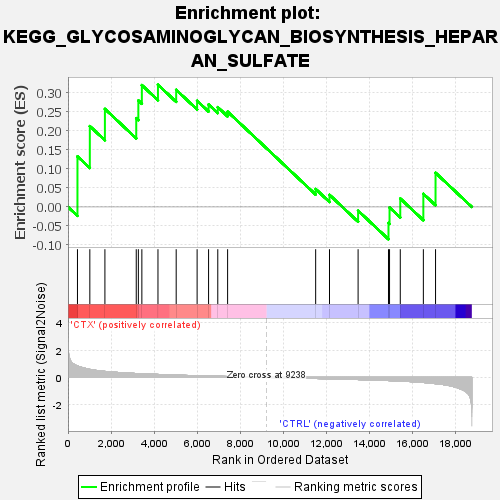 Enrichment plot:
KEGG_GLYCOSAMINOGLYCAN_BIOSYNTHESIS_HEPAR
AN_SULFATE
Enrichment score (ES)
0.30
0.25
0.20
0.15
0.10
0.05
0.00
-0.05
-0.10
'CTX' (positively correlated)
Ranked list metric (Signal2Noise)
4
2
0
-2
Zero cross at 9238
'CTRL' (negatively correlated)
0 2,000 4,000 6,000 8,000 10,000 12,000 14,000 16,000 18,000
Rank in Ordered Dataset
Enrichment profile Hits Ranking metric scores